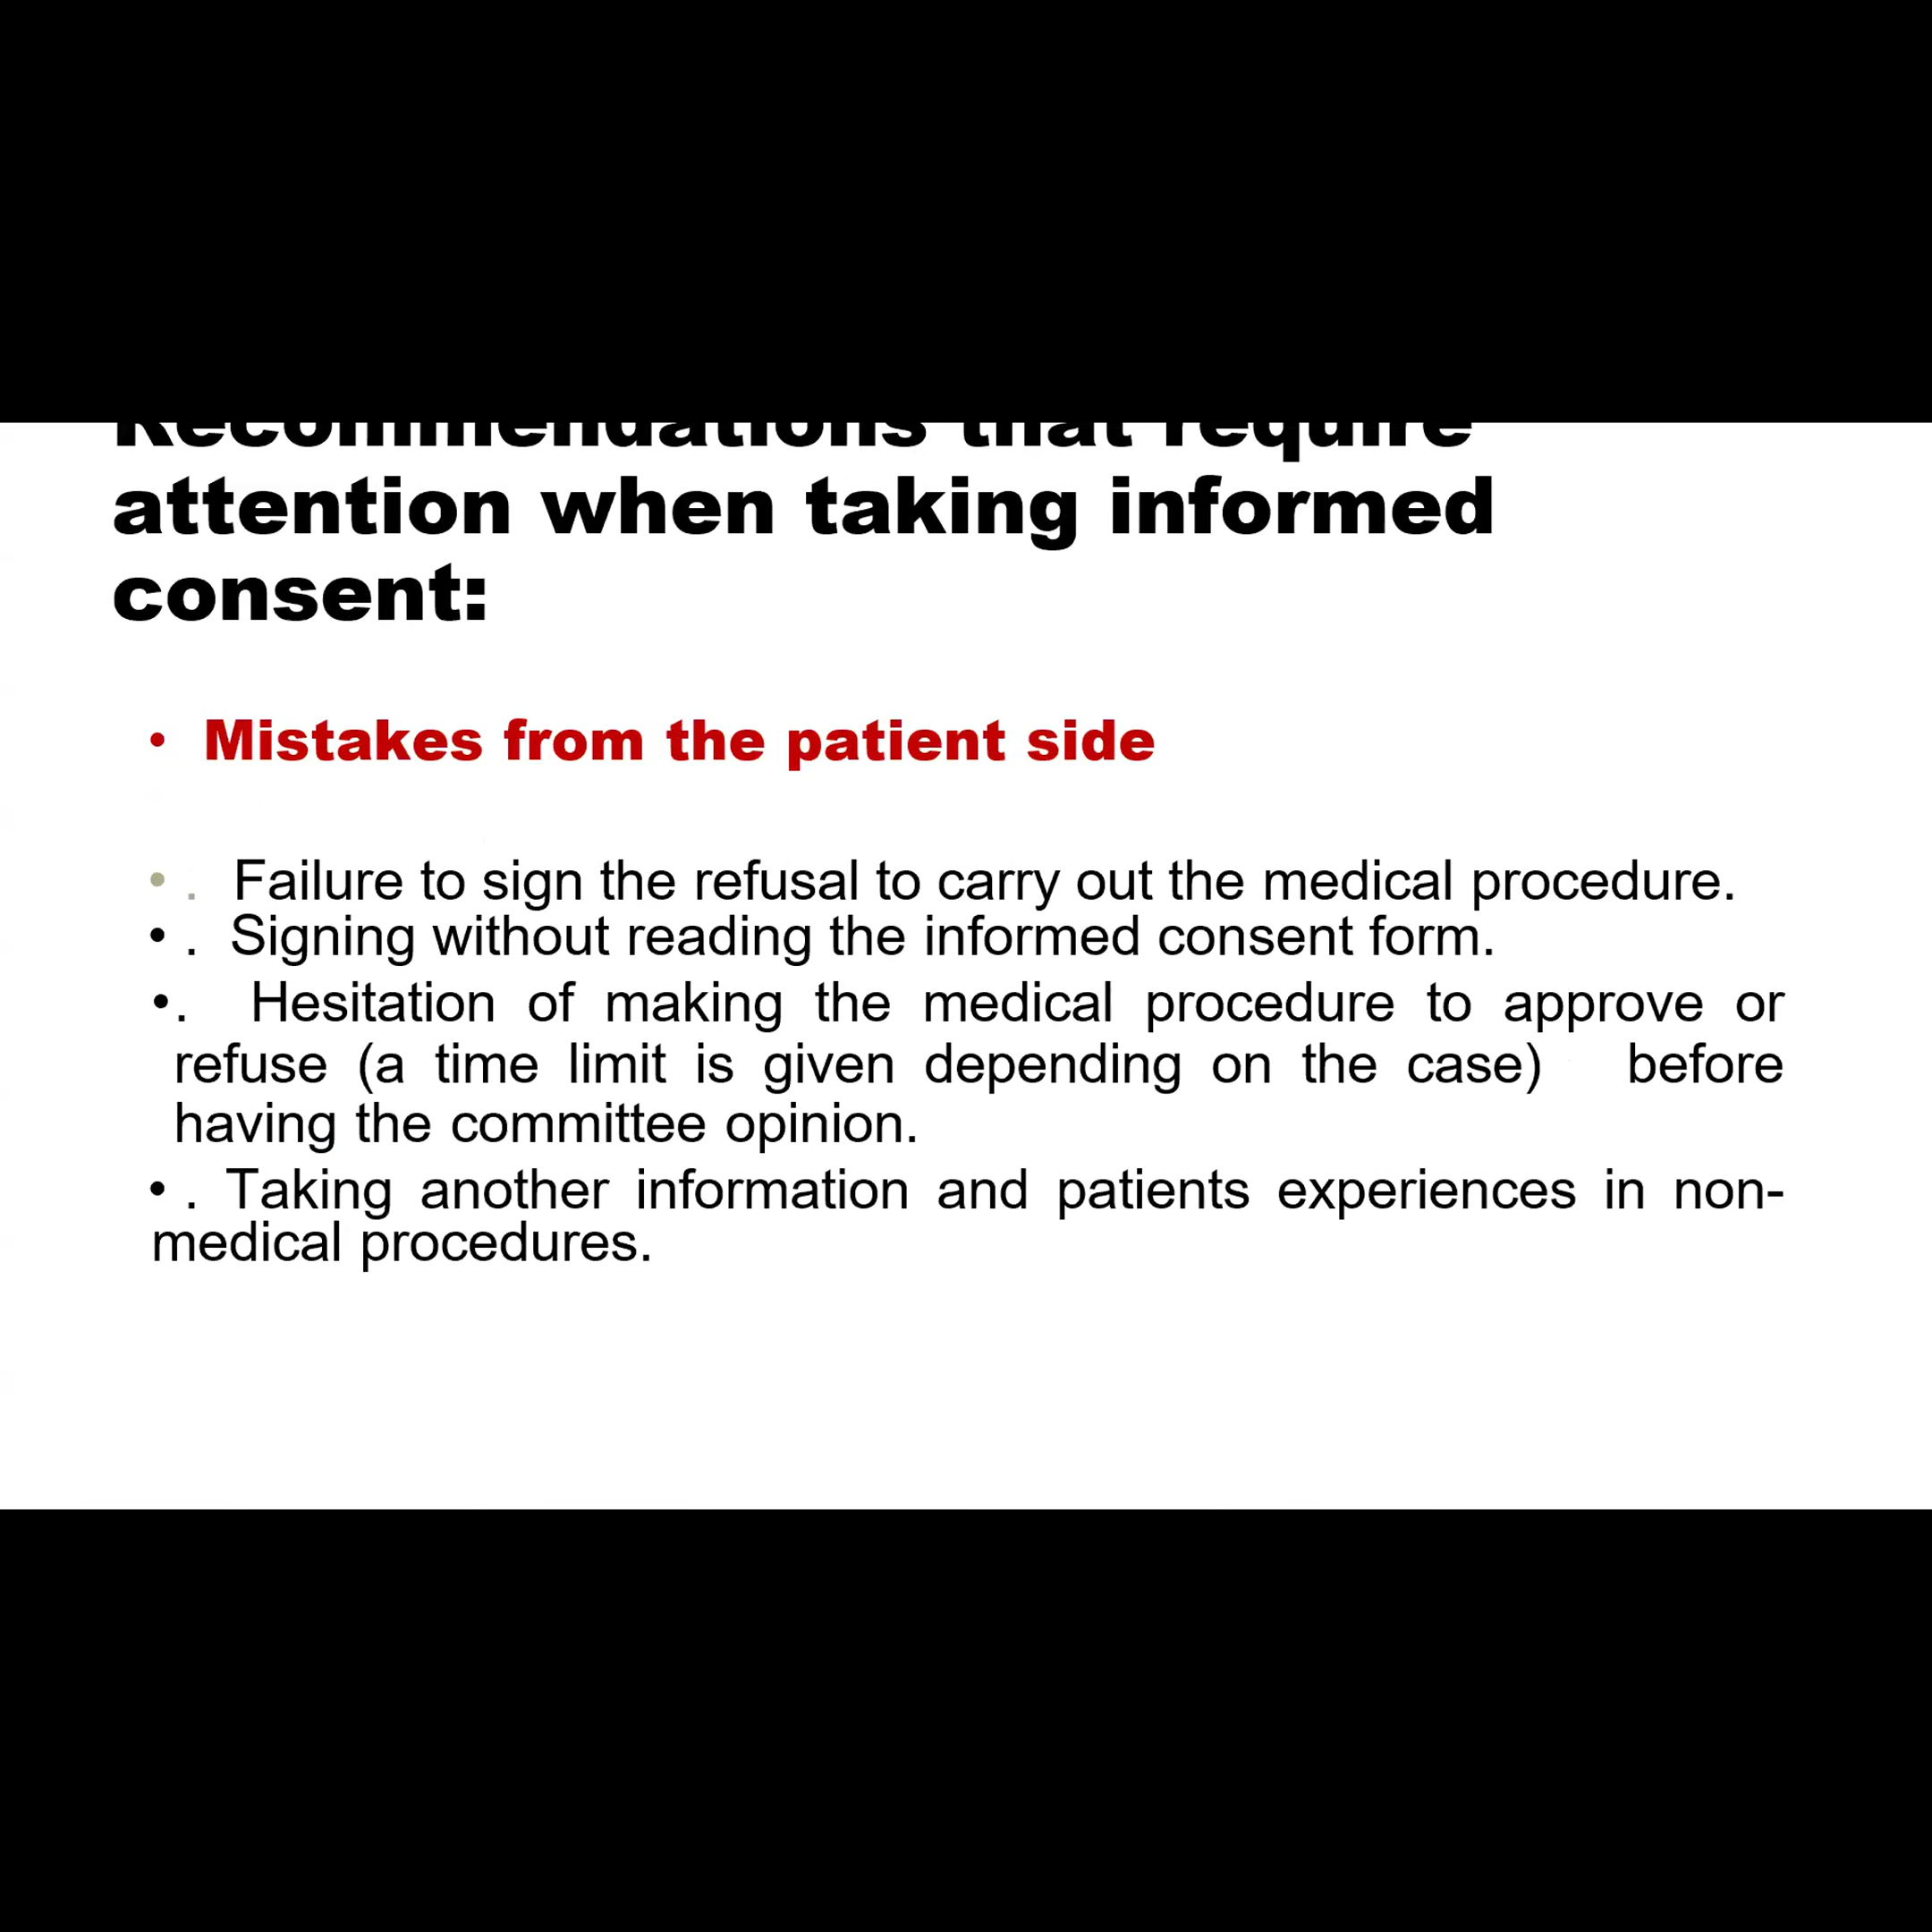 Recommendations that require
attention when taking informed
consent:
• Mistakes from the patient side
• . Failure to sign the refusal to carry out the medical procedure.
• . Signing without reading the informed consent form.
•. Hesitation of making the medical procedure to approve or
refuse (a time limit is given depending on the case) before
having the committee opinion.
• . Taking another information and patients experiences in non-
medical procedures.